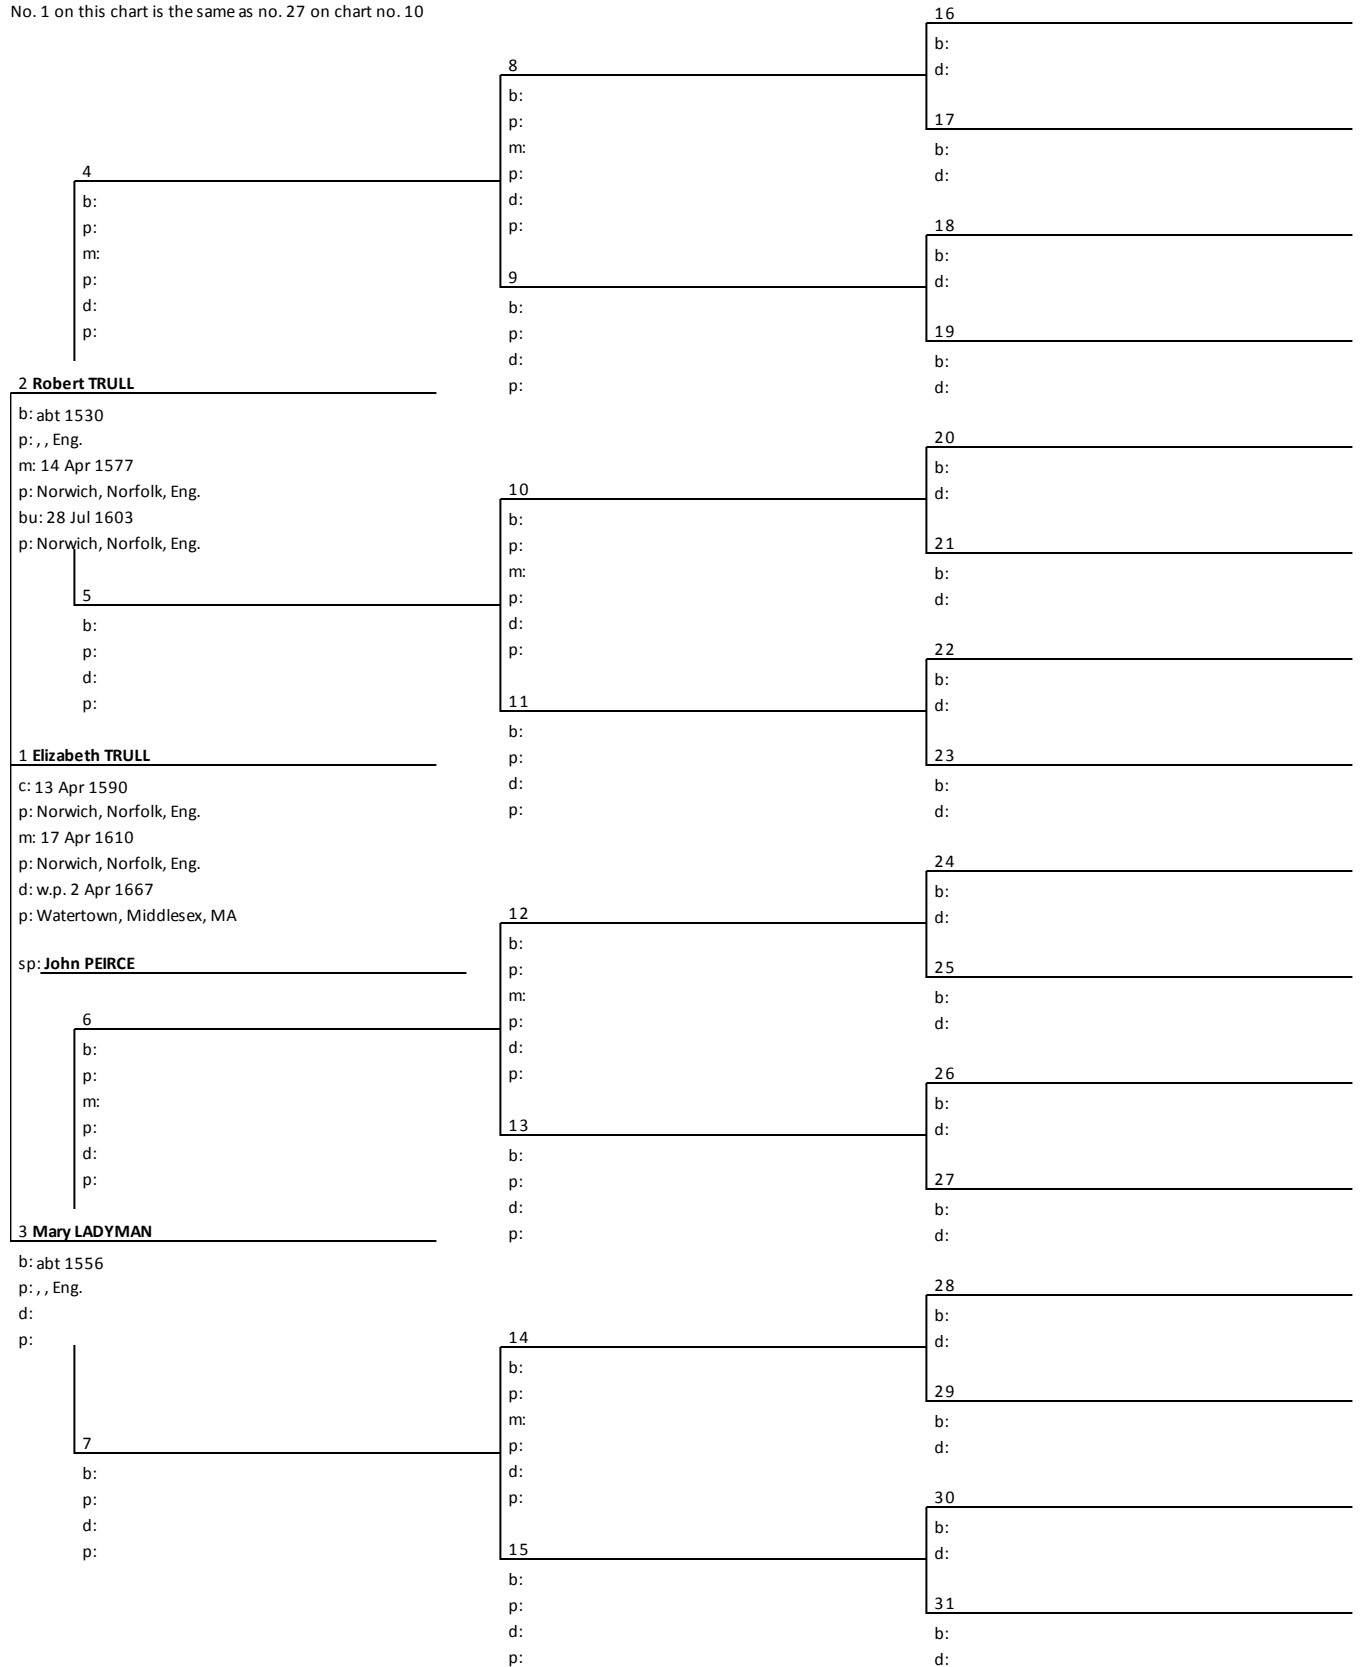 No. 1 on this chart is the same as no. 27 on chart no. 10
16
b:
d:
8
b:
p:
m:
p:
d:
p:
17
b:
d:
4
b:
p:
m:
p:
d:
p:
18
b:
d:
9
b:
p:
d:
p:
19
b:
d:
2 Robert TRULL
b: abt 1530
p: , , Eng.
m: 14 Apr 1577
p: Norwich, Norfolk, Eng.
bu: 28 Jul 1603
p: Norwich, Norfolk, Eng.
20
b:
d:
10
b:
p:
m:
p:
d:
p:
21
b:
d:
5
b:
p:
d:
p:
22
b:
d:
11
b:
p:
d:
p:
23
b:
d:
1 Elizabeth TRULL
c: 13 Apr 1590
p: Norwich, Norfolk, Eng.
m: 17 Apr 1610
p: Norwich, Norfolk, Eng.
d: w.p. 2 Apr 1667
p: Watertown, Middlesex, MA
sp: John PEIRCE
24
b:
d:
12
b:
p:
m:
p:
d:
p:
25
b:
d:
6
b:
p:
m:
p:
d:
p:
26
b:
d:
13
b:
p:
d:
p:
27
b:
d:
3 Mary LADYMAN
b: abt 1556
p: , , Eng.
d:
p:
28
b:
d:
14
b:
p:
m:
p:
d:
p:
29
b:
d:
7
b:
p:
d:
p:
30
b:
d:
15
b:
p:
d:
p:
31
b:
d: